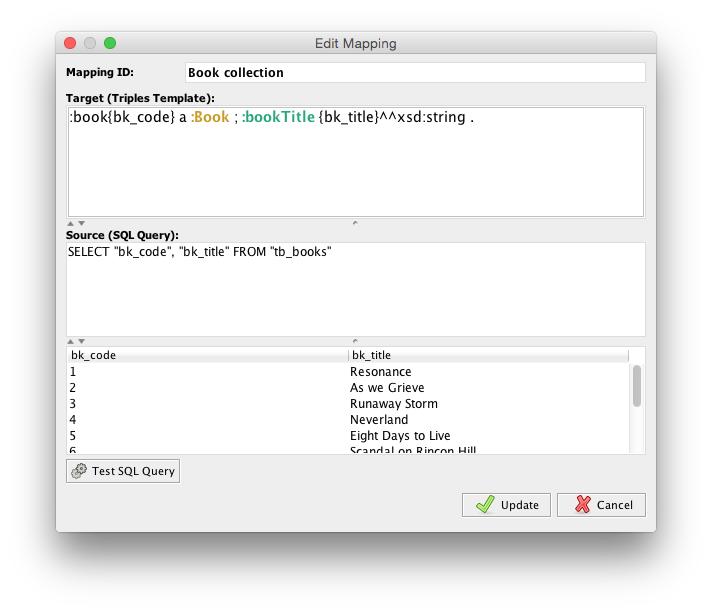 Edit Mapping
Mapping ID: Book collection
Target (Triples Template):
:book{bk_code} a :Book ; :bookTitle {bk_title}^^xsd:string .
Source (SQL Query):
SELECT "bk_code", "bk_title" FROM "tb_books"
bk_code bk_title
1 Resonance
2 As we Grieve
3 Runaway Storm
4 Neverland
5 Eight Days to Live
6 Scandal on Rincon Hill
Test SQL Query
Update Cancel